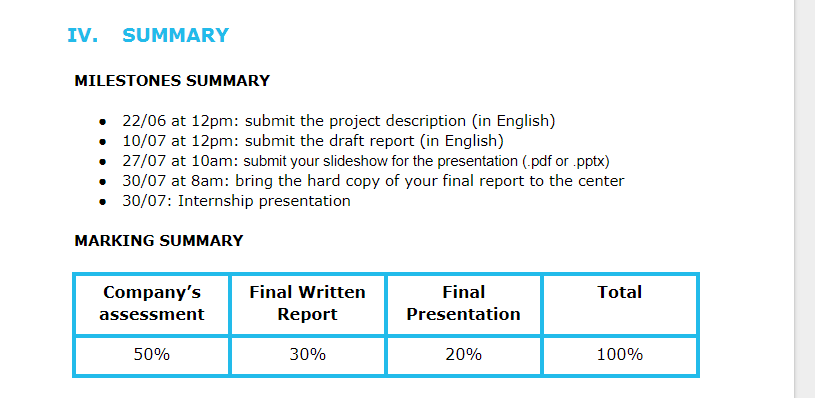 IV. SUMMARY
MILESTONES SUMMARY
• 22/06 at 12pm: submit the project description (in English)
• 10/07 at 12pm: submit the draft report (in English)
• 27/07 at 10am: submit your slideshow for the presentation (.pdf or .pptx)
• 30/07 at 8am: bring the hard copy of your final report to the center
• 30/07: Internship presentation
MARKING SUMMARY
Company’s assessment Final Written Report Final Presentation Total
50% 30% 20% 100%